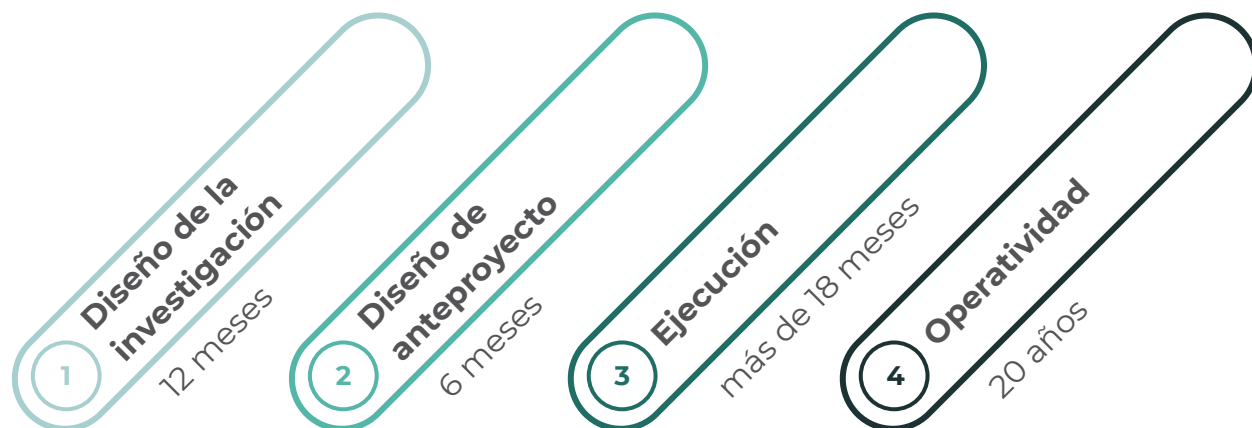 1
Diseño de la
investigación
12 meses
2
Diseño de
anteproyecto
6 meses
3
Ejecución
más de 18 meses
4
Operatividad
20 años